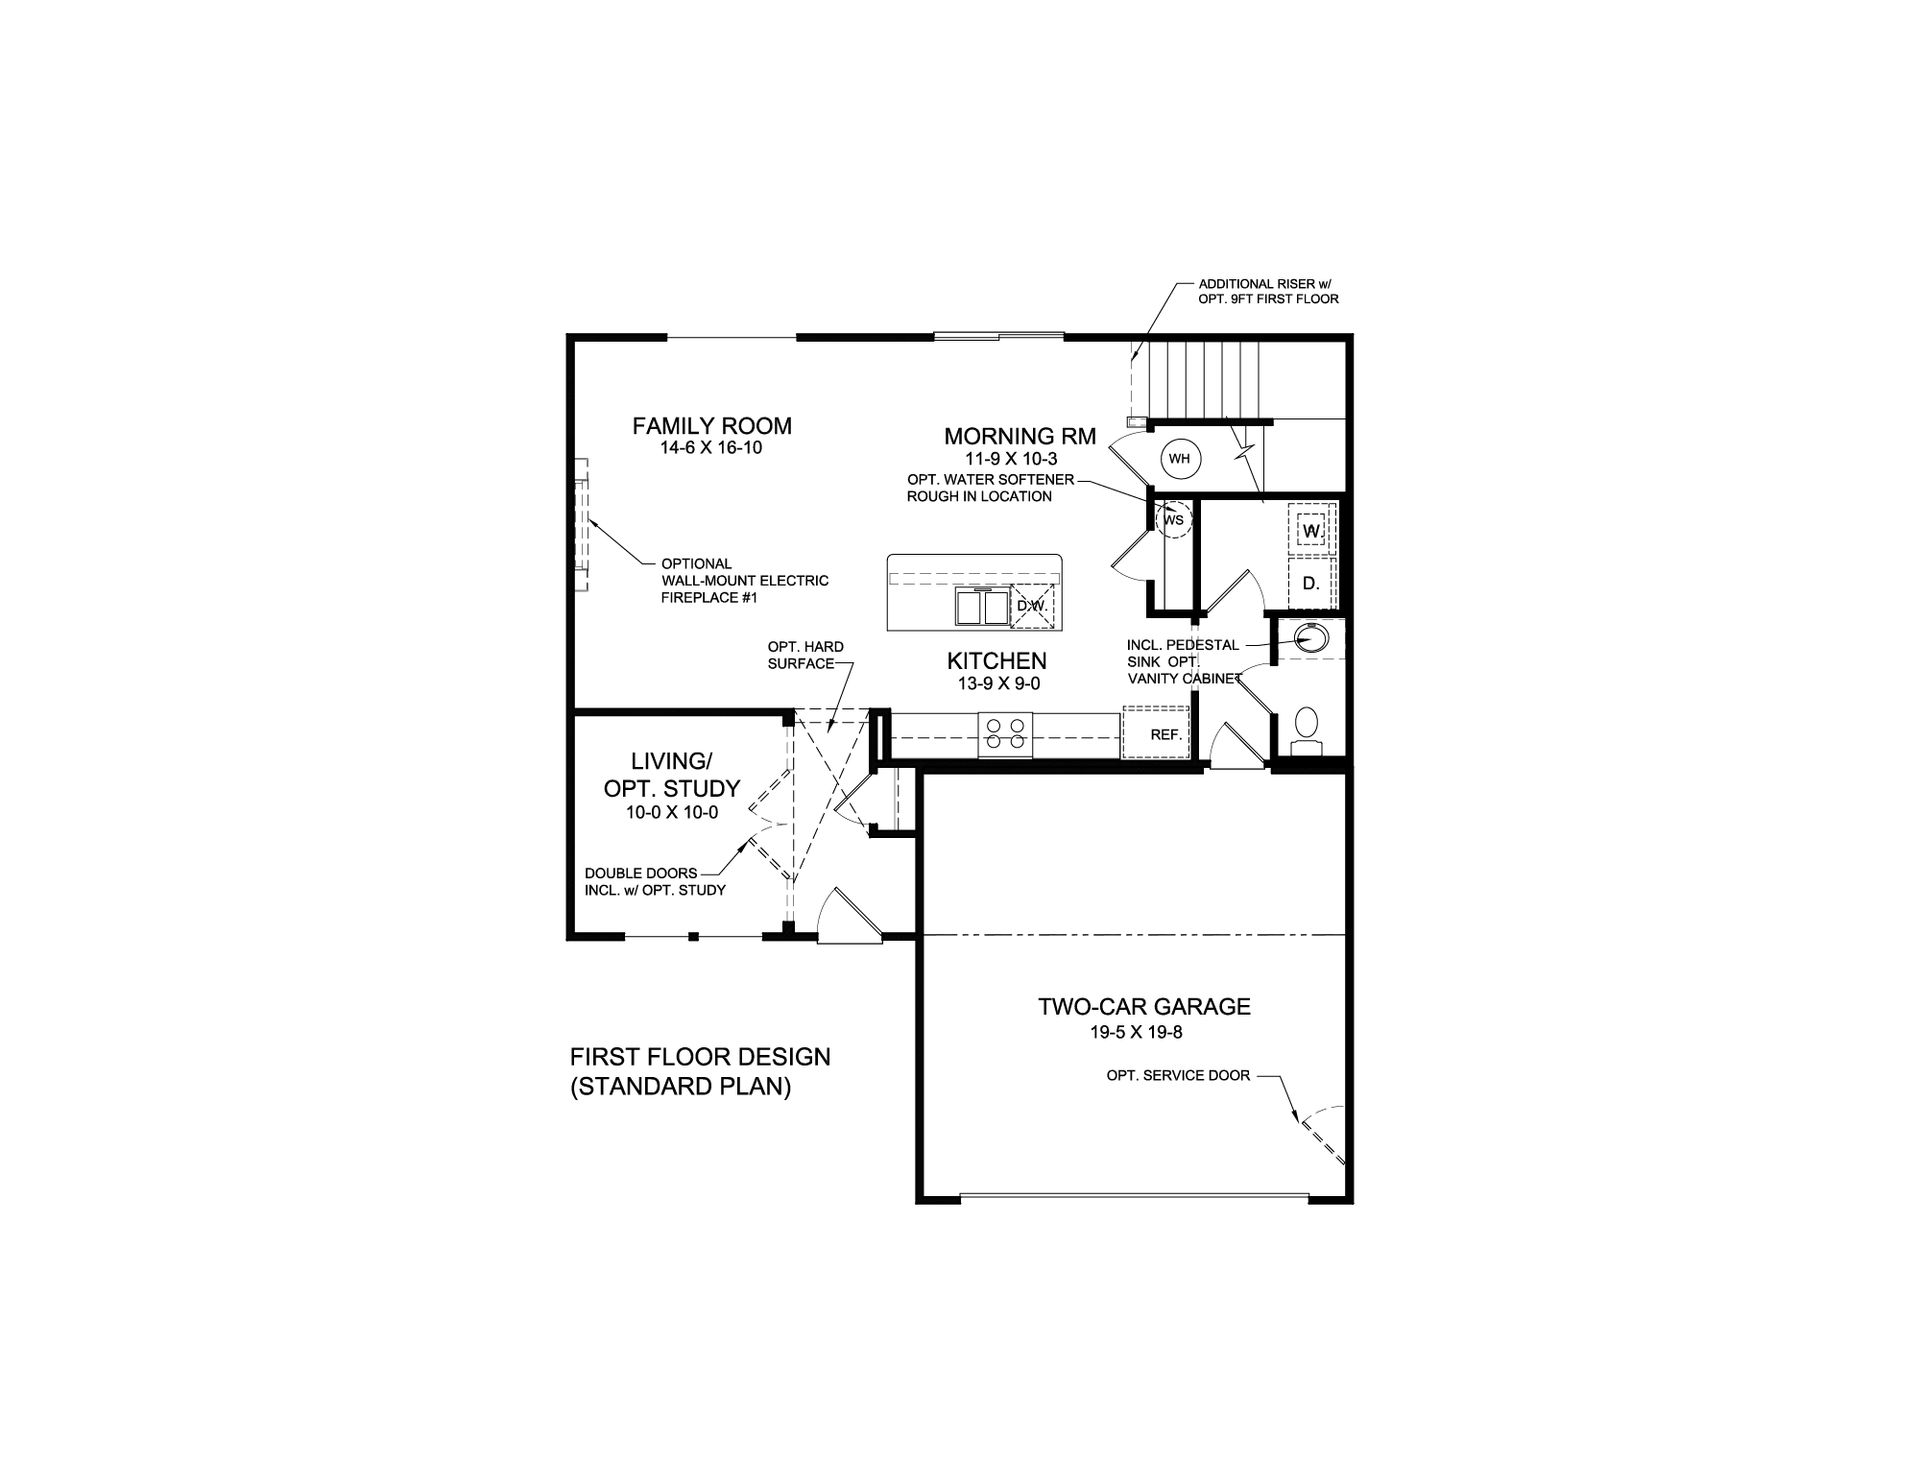 ADDITIONAL RISER w/
OPT. 9FT FIRST FLOOR
FAMILY ROOM
14-6 X 16-10
MORNING RM
11-9 X 10-3
OPT. WATER SOFTENER
ROUGH IN LOCATION
WH
WS
W.
D.
OPTIONAL
WALL-MOUNT ELECTRIC
FIREPLACE #1
D.W.
OPT. HARD
SURFACE
KITCHEN
13-9 X 9-0
INCL. PEDESTAL
SINK OPT.
VANITY CABINET
REF.
LIVING/
OPT. STUDY
10-0 X 10-0
DOUBLE DOORS
INCL. w/ OPT. STUDY
TWO-CAR GARAGE
19-5 X 19-8
OPT. SERVICE DOOR
FIRST FLOOR DESIGN
(STANDARD PLAN)